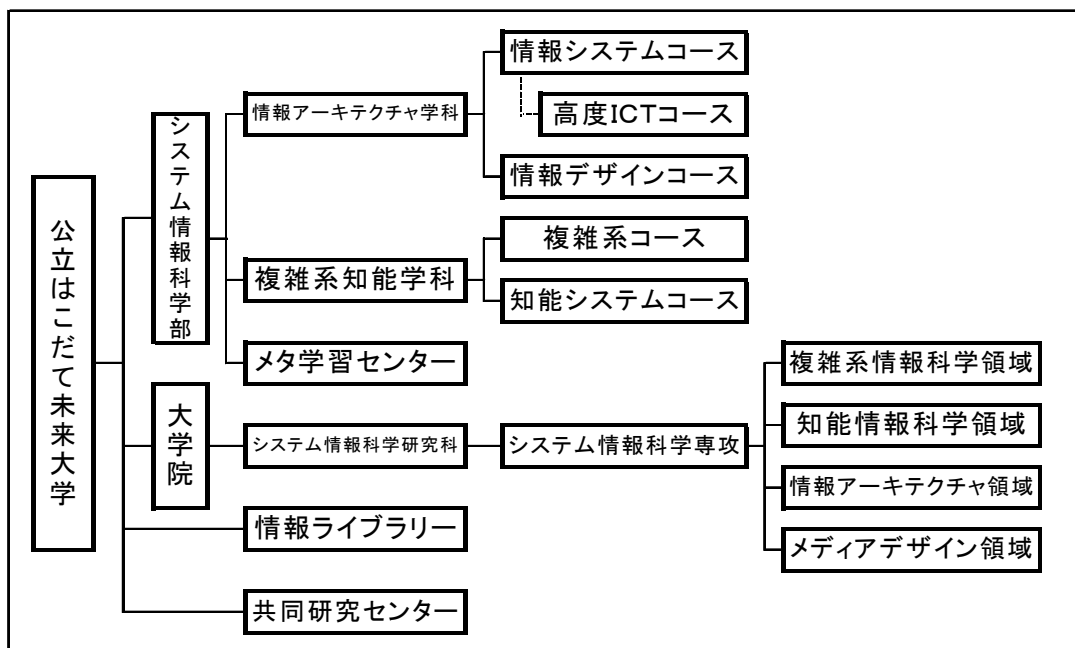 公立はこだて未来大学
システム情報科学部
情報アーキテクチャ学科
情報システムコース
高度ICTコース
情報デザインコース
複雑系知能学科
複雑系コース
知能システムコース
メタ学習センター
大学院
システム情報科学研究科
システム情報科学専攻
複雑系情報科学領域
知能情報科学領域
情報アーキテクチャ領域
メディアデザイン領域
情報ライブラリー
共同研究センター